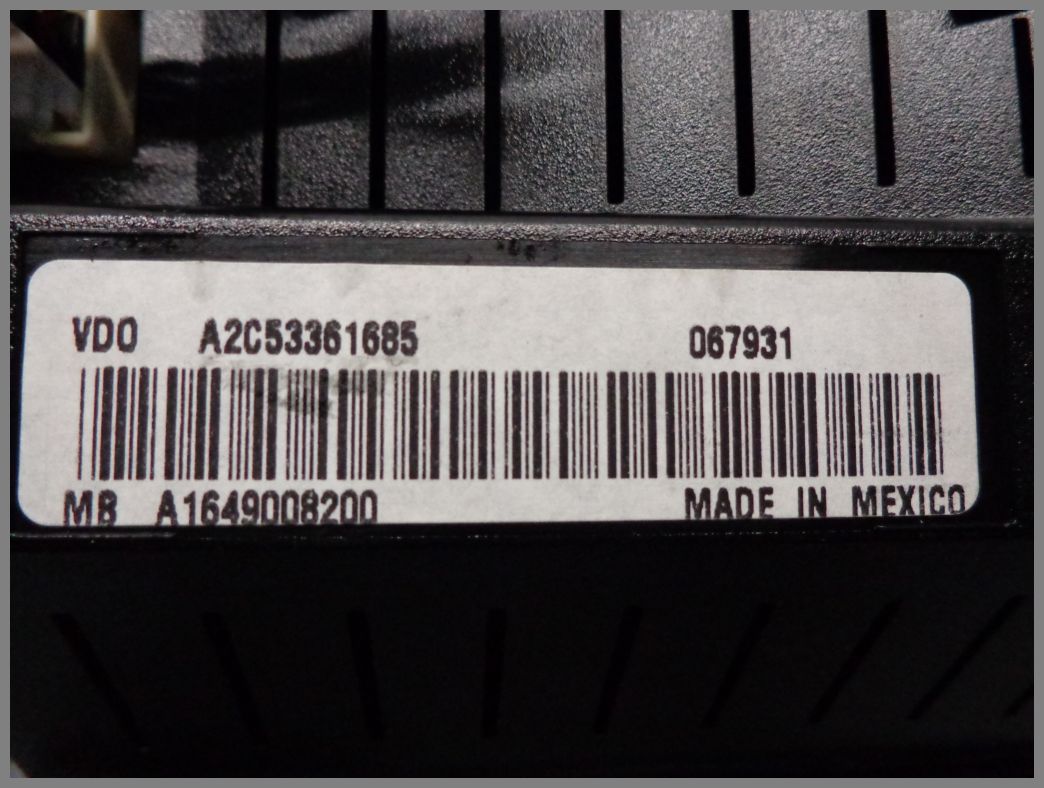 VDO A2C53361685 067931
MB A1649008200 MADE IN MEXICO